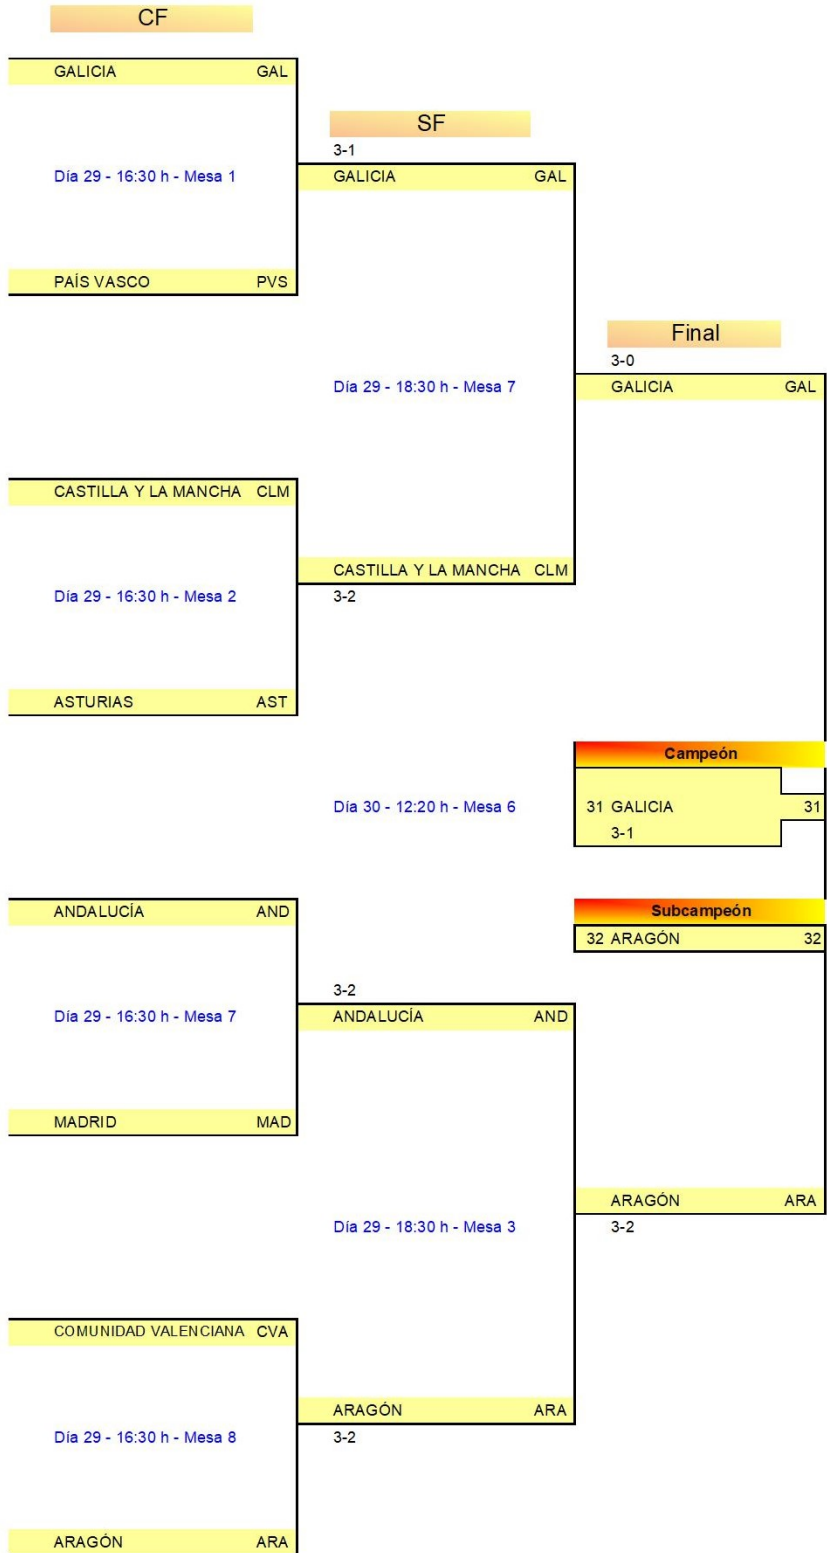 CF
GALICIA GAL
SF
3-1
Día 29 - 16:30 h - Mesa 1
GALICIA GAL
PAÍS VASCO PVS
Final
3-0
Día 29 - 18:30 h - Mesa 7
GALICIA GAL
CASTILLA Y LA MANCHA CLM
CASTILLA Y LA MANCHA CLM
Día 29 - 16:30 h - Mesa 2
3-2
ASTURIAS AST
Campeón
Día 30 - 12:20 h - Mesa 6
31 GALICIA 31
3-1
ANDALUCÍA AND
Subcampeón
32 ARAGÓN 32
3-2
Día 29 - 16:30 h - Mesa 7
ANDALUCÍA AND
MADRID MAD
ARAGÓN ARA
Día 29 - 18:30 h - Mesa 3
3-2
COMUNIDAD VALENCIANA CVA
ARAGÓN ARA
Día 29 - 16:30 h - Mesa 8
3-2
ARAGÓN ARA